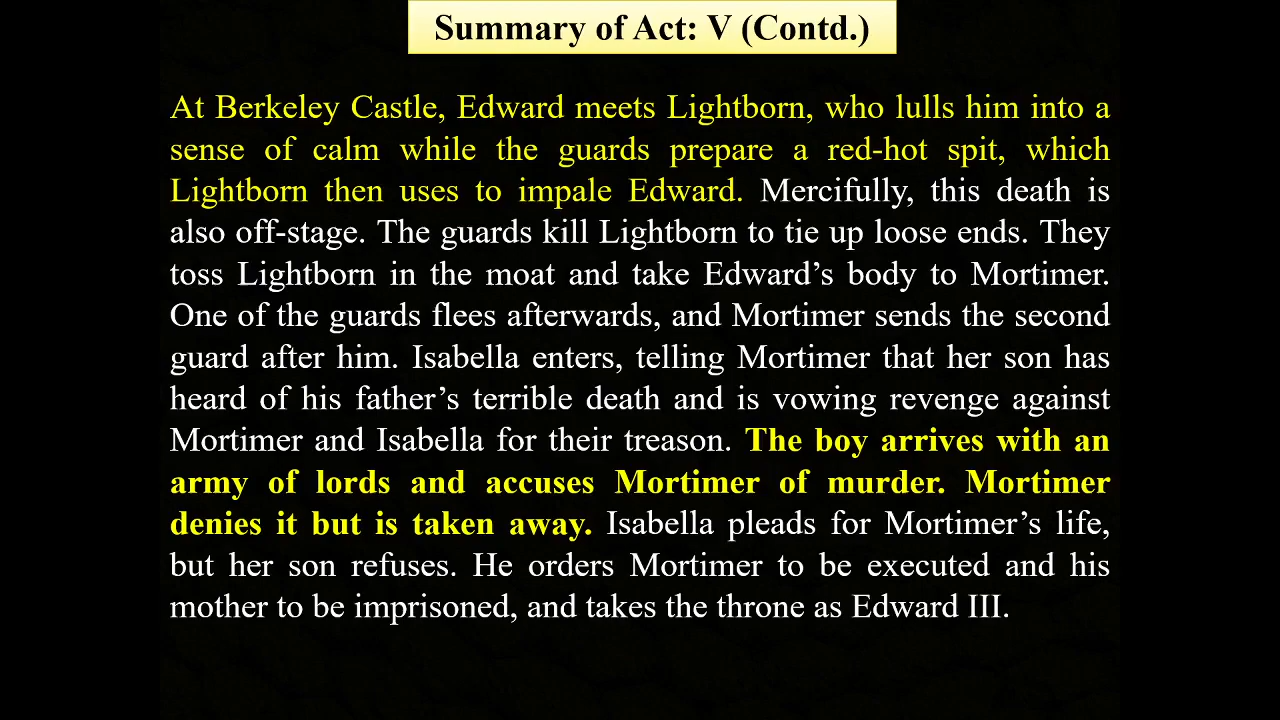 Summary of Act: V (Contd.)
At Berkeley Castle, Edward meets Lightborn, who lulls him into a
sense of calm while the guards prepare a red-hot spit, which
Lightborn then uses to impale Edward. Mercifully, this death is
also off-stage. The guards kill Lightborn to tie up loose ends. They
toss Lightborn in the moat and take Edward’s body to Mortimer.
One of the guards flees afterwards, and Mortimer sends the second
guard after him. Isabella enters, telling Mortimer that her son has
heard of his father’s terrible death and is vowing revenge against
Mortimer and Isabella for their treason. The boy arrives with an
army of lords and accuses Mortimer of murder. Mortimer
denies it but is taken away. Isabella pleads for Mortimer’s life,
but her son refuses. He orders Mortimer to be executed and his
mother to be imprisoned, and takes the throne as Edward III.